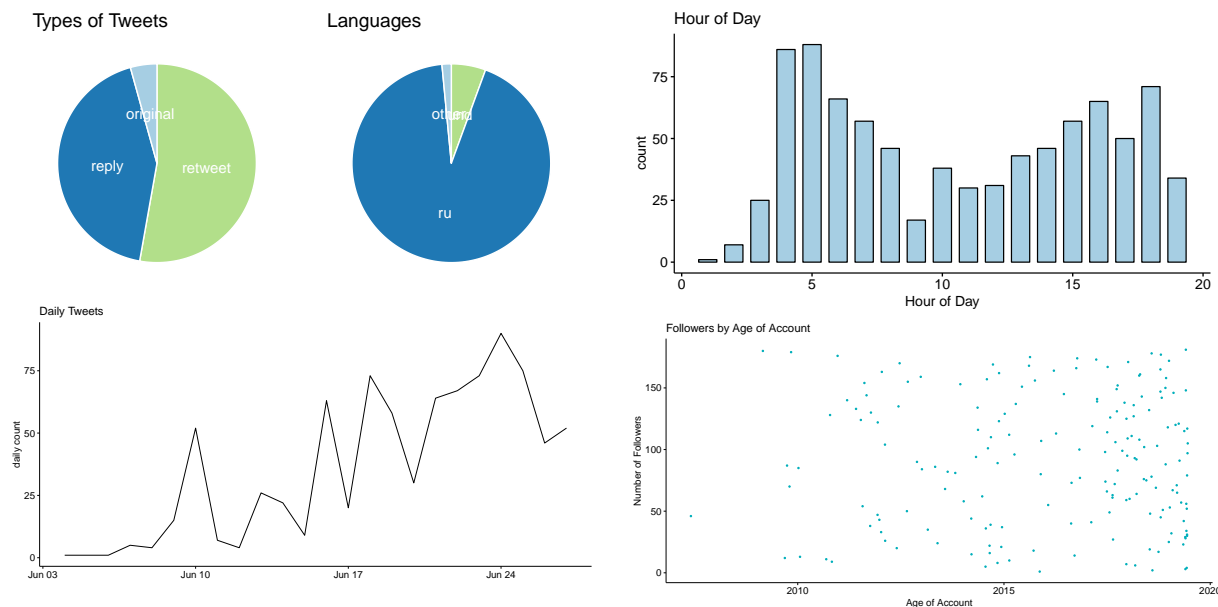 Types of Tweets
original
reply
retweet
Languages
other
und
ru
Hour of Day
count
75
50
25
0
0 5 10 15 20
Hour of Day
Daily Tweets
daily count
75
50
25
0
Jun 03 Jun 10 Jun 17 Jun 24
Followers by Age of Account
Number of Followers
150
100
50
0
2010 2015 2020
Age of Account